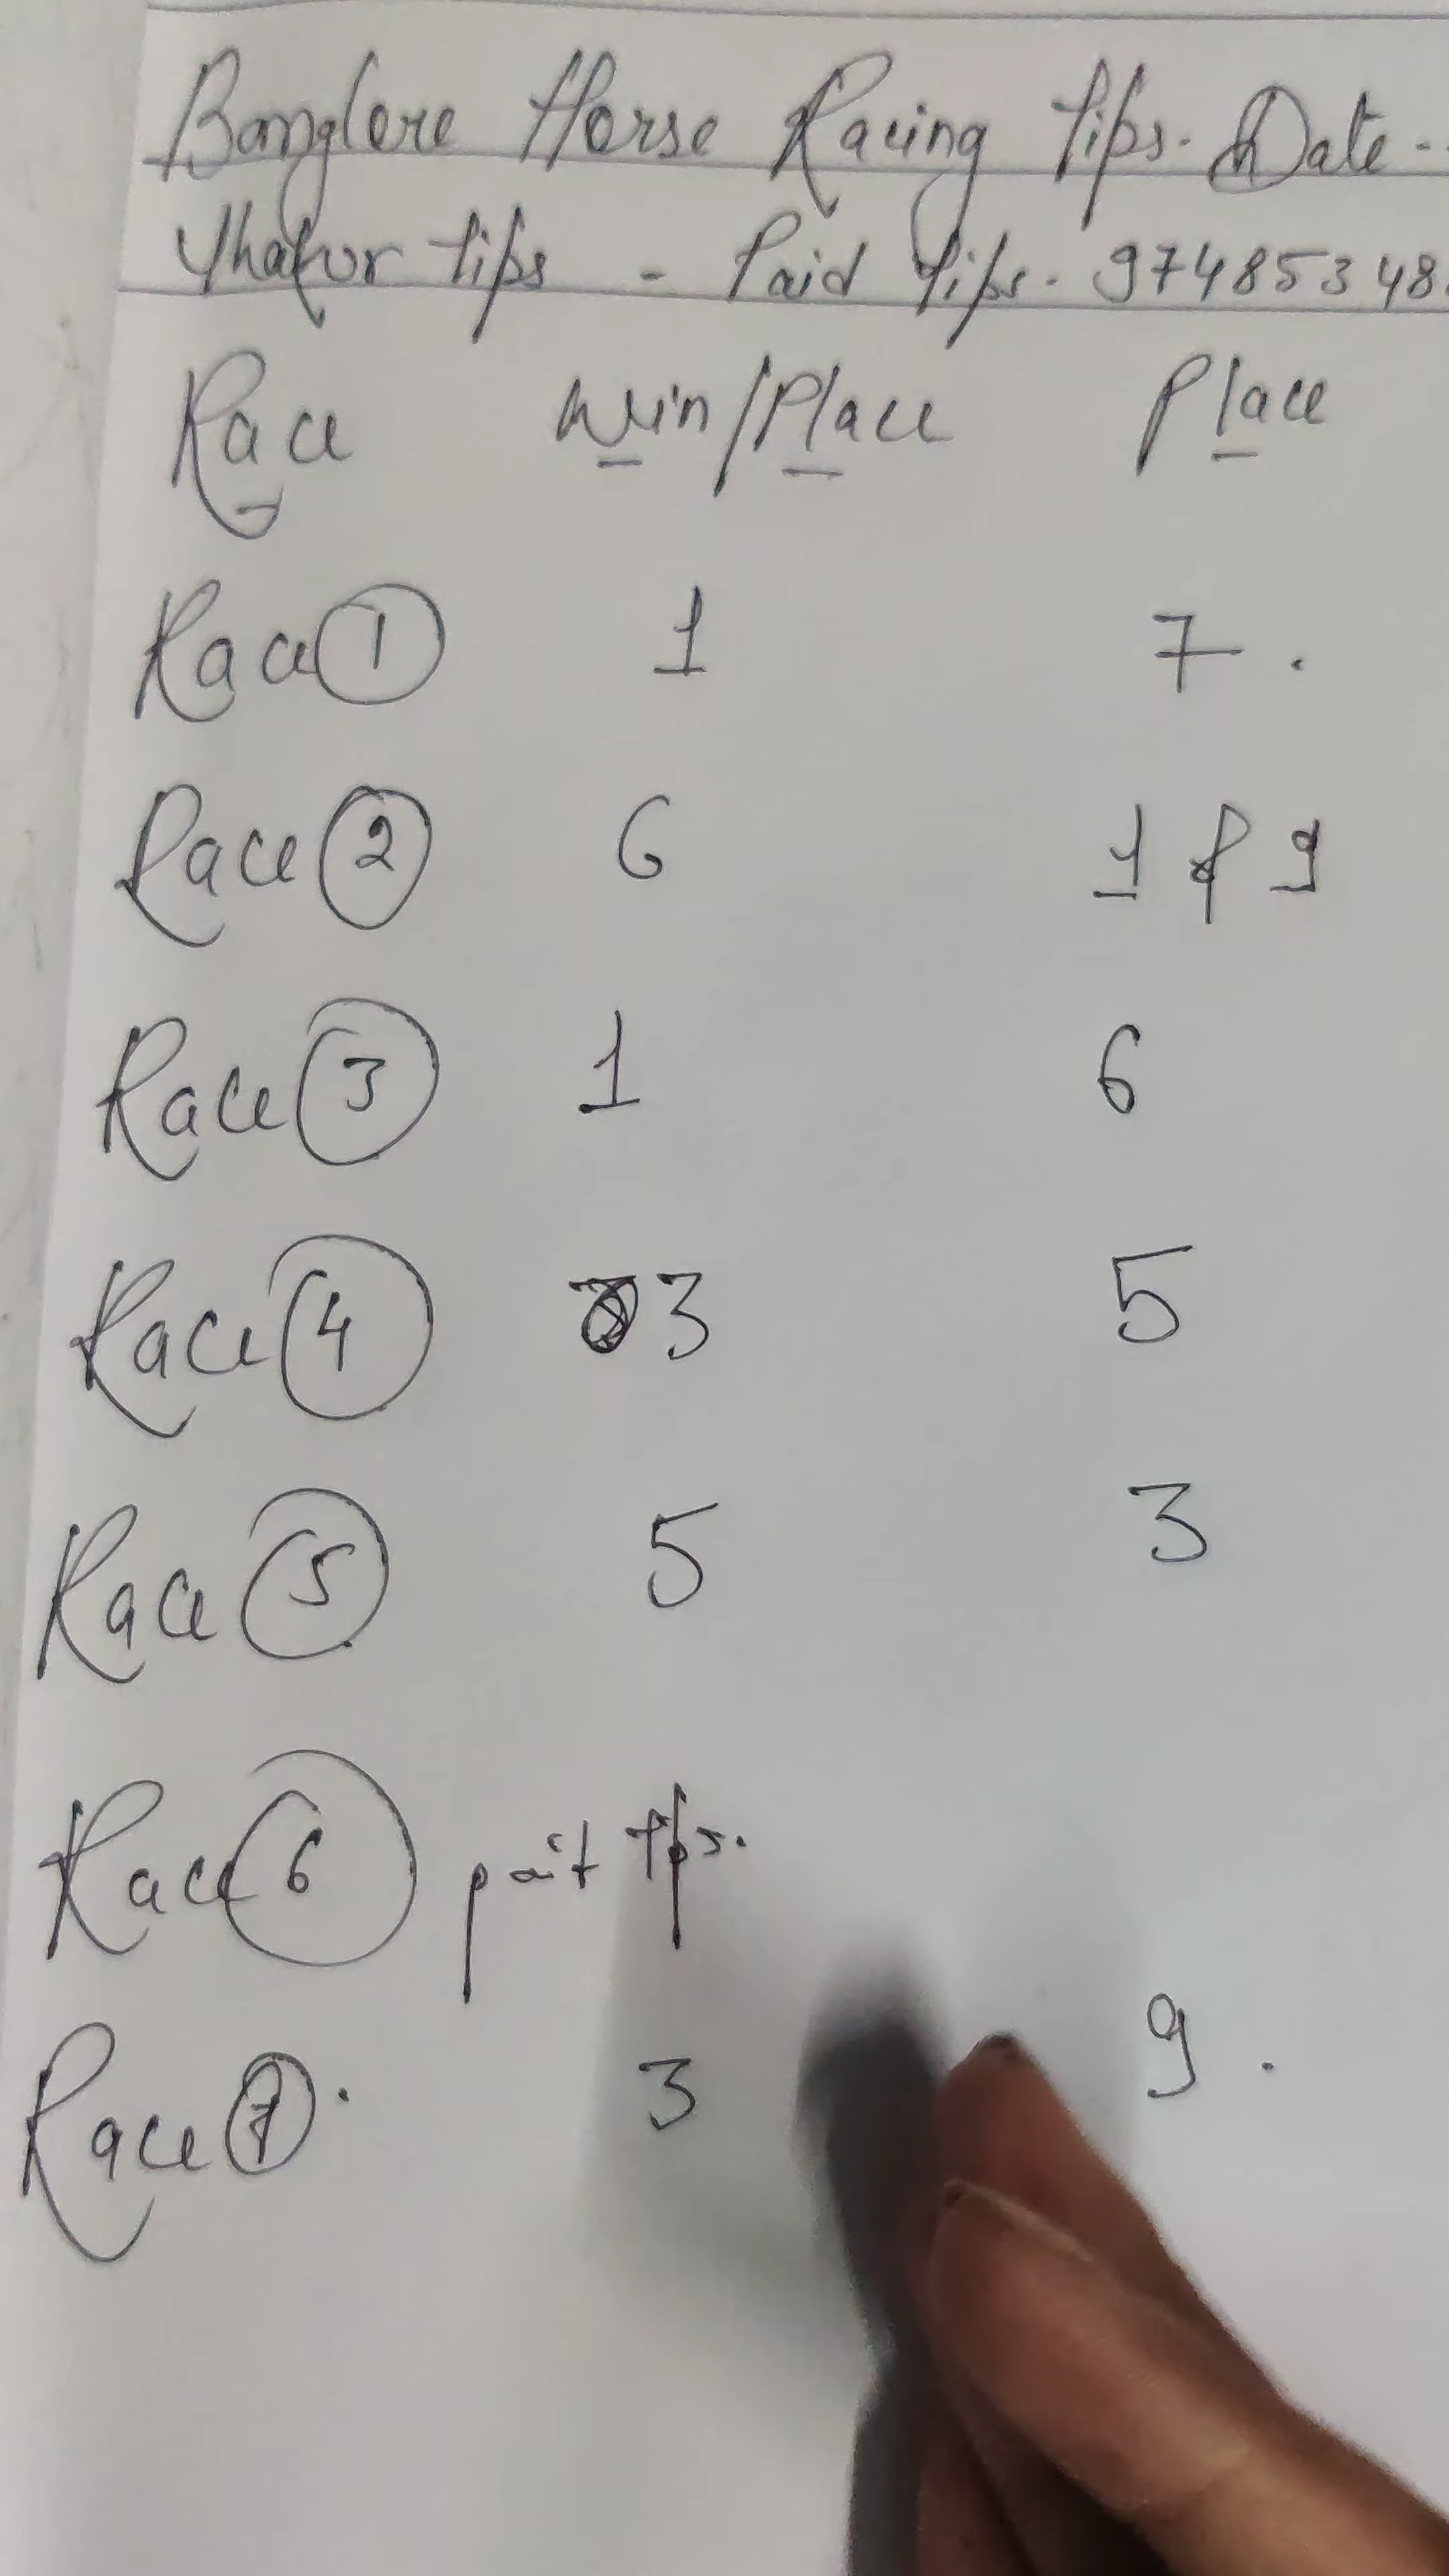 Banglore Horse Racing tips. Date -
Thakur tips - Paid tips. 97485348
Race Win/Place Place
Race 1 1 7.
Race 2 6 1 & 9
Race 3 1 6
Race 4 3 5
Race 5 5 3
Race 6 pait tips.
Race 7. 3 9.